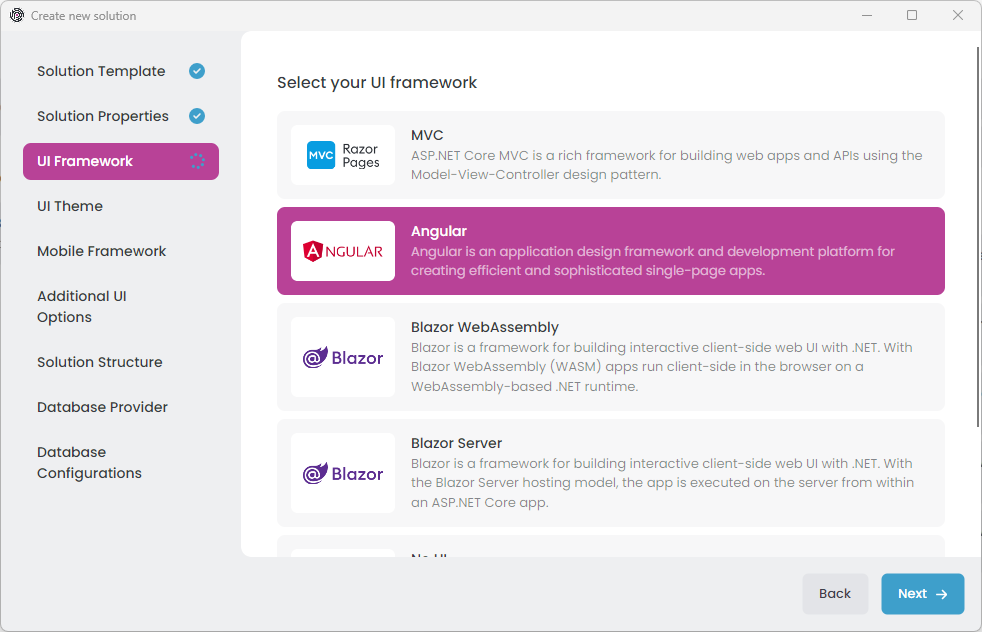 Create new solution
Solution Template
Solution Properties
UI Framework
UI Theme
Mobile Framework
Additional UI
Options
Solution Structure
Database Provider
Database
Configurations
Select your UI framework
MVC
Razor
Pages
MVC
ASP.NET Core MVC is a rich framework for building web apps and APIs using the
Model-View-Controller design pattern.
A
NGULAR
Angular
Angular is an application design framework and development platform for
creating efficient and sophisticated single-page apps.
@ Blazor
Blazor WebAssembly
Blazor is a framework for building interactive client-side web UI with .NET. With
Blazor WebAssembly (WASM) apps run client-side in the browser on a
WebAssembly-based .NET runtime.
@ Blazor
Blazor Server
Blazor is a framework for building interactive client-side web UI with .NET. With
the Blazor Server hosting model, the app is executed on the server from within
an ASP.NET Core app.
No UI
Back
Next →